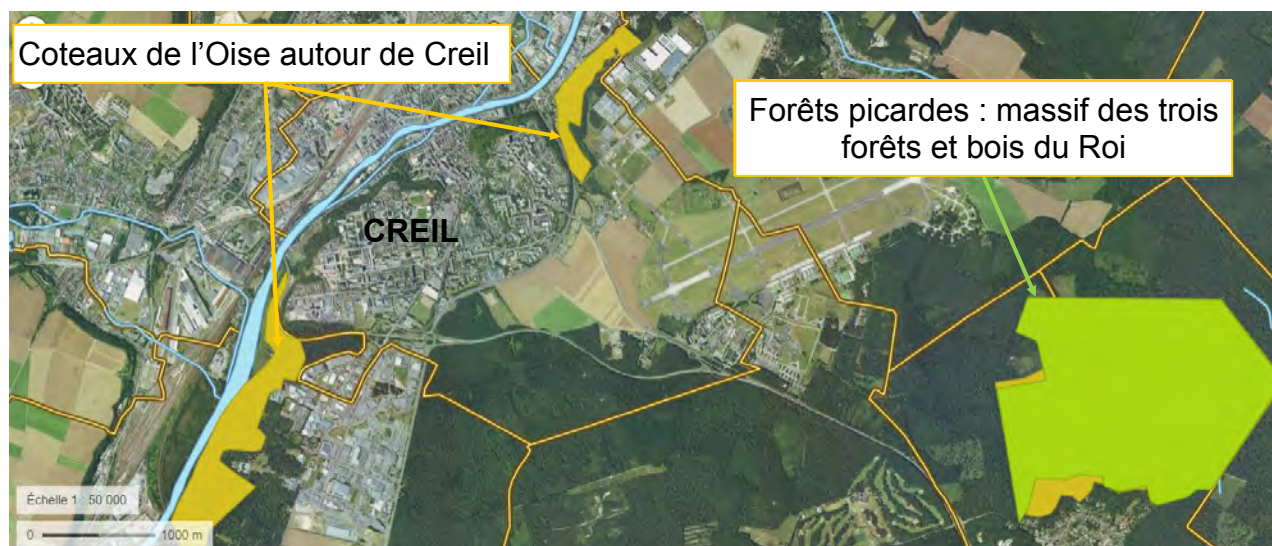 Coteaux de l’Oise autour de Creil
Forêts picardes : massif des trois
forêts et bois du Roi
CREIL
Échelle 1 : 50 000
0 1000 m